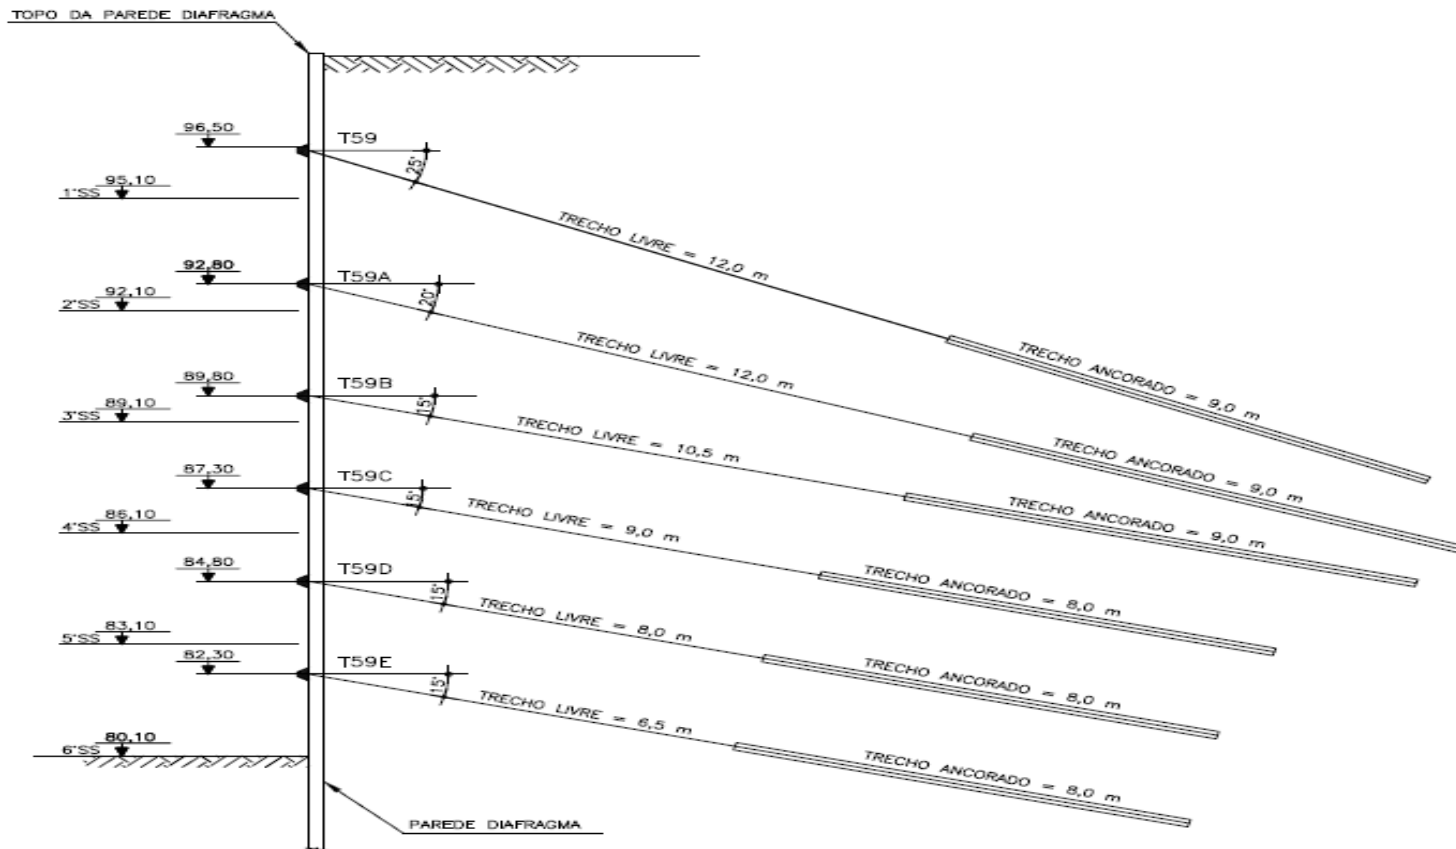 TOPO DA PAREDE DIAFRAGMA
96,50
T59
25'
95,10
1'SS
TRECHO LIVRE = 12,0 m
TRECHO ANCORADO = 9,0 m
92,80
T59A
20'
92,10
2'SS
TRECHO LIVRE = 12,0 m
TRECHO ANCORADO = 9,0 m
89,80
T59B
15'
89,10
3'SS
TRECHO LIVRE = 10,5 m
TRECHO ANCORADO = 9,0 m
87,30
T59C
15'
86,10
4'SS
TRECHO LIVRE = 9,0 m
TRECHO ANCORADO = 8,0 m
84,80
T59D
15'
83,10
5'SS
TRECHO LIVRE = 8,0 m
TRECHO ANCORADO = 8,0 m
82,30
T59E
15'
TRECHO LIVRE = 6,5 m
TRECHO ANCORADO = 8,0 m
80,10
6'SS
PAREDE DIAFRAGMA